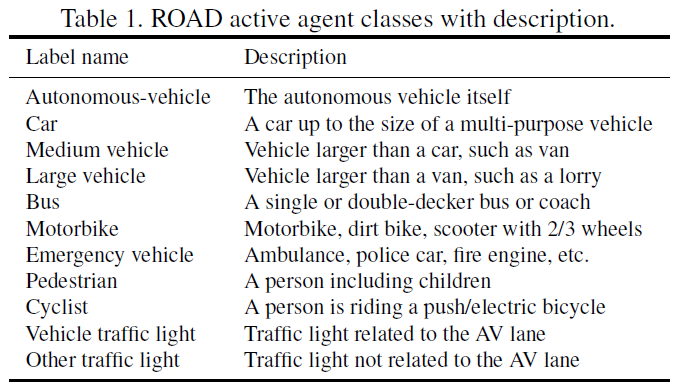 Table 1. ROAD active agent classes with description.
Label name Description
Autonomous-vehicle The autonomous vehicle itself
Car A car up to the size of a multi-purpose vehicle
Medium vehicle Vehicle larger than a car, such as van
Large vehicle Vehicle larger than a van, such as a lorry
Bus A single or double-decker bus or coach
Motorbike Motorbike, dirt bike, scooter with 2/3 wheels
Emergency vehicle Ambulance, police car, fire engine, etc.
Pedestrian A person including children
Cyclist A person is riding a push/electric bicycle
Vehicle traffic light Traffic light related to the AV lane
Other traffic light Traffic light not related to the AV lane